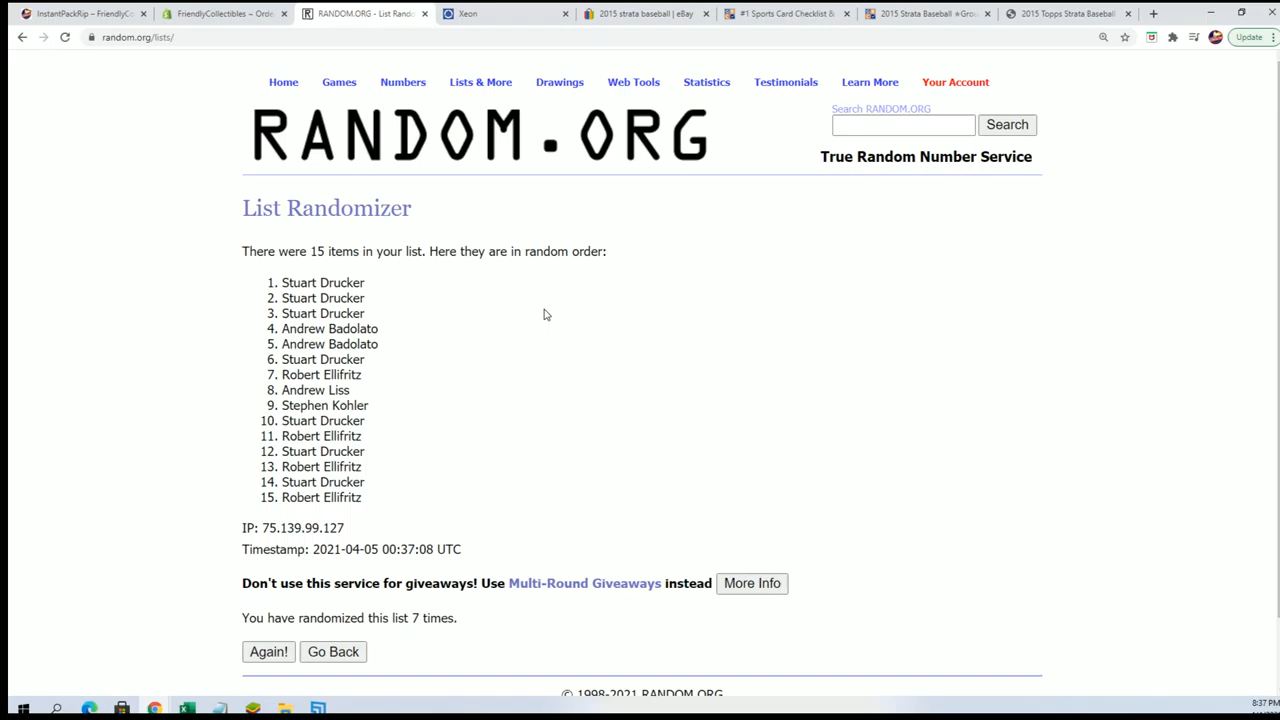 InstantPackRip – FriendlyCo
FriendlyCollectibles – Orde
RANDOM.ORG - List Rando
Xeon
2015 strata baseball | eBay
#1 Sports Card Checklist &
2015 Strata Baseball ★Grou
2015 Topps Strata Baseball
random.org/lists/
Update
Home Games Numbers Lists & More Drawings Web Tools Statistics Testimonials Learn More Your Account
RANDOM.ORG
Search RANDOM.ORG
Search
True Random Number Service
List Randomizer
There were 15 items in your list. Here they are in random order:
1. Stuart Drucker
2. Stuart Drucker
3. Stuart Drucker
4. Andrew Badolato
5. Andrew Badolato
6. Stuart Drucker
7. Robert Ellifritz
8. Andrew Liss
9. Stephen Kohler
10. Stuart Drucker
11. Robert Ellifritz
12. Stuart Drucker
13. Robert Ellifritz
14. Stuart Drucker
15. Robert Ellifritz
IP: 75.139.99.127
Timestamp: 2021-04-05 00:37:08 UTC
Don't use this service for giveaways! Use Multi-Round Giveaways instead More Info
You have randomized this list 7 times.
Again! Go Back
© 1998-2021 RANDOM.ORG
8:37 PM